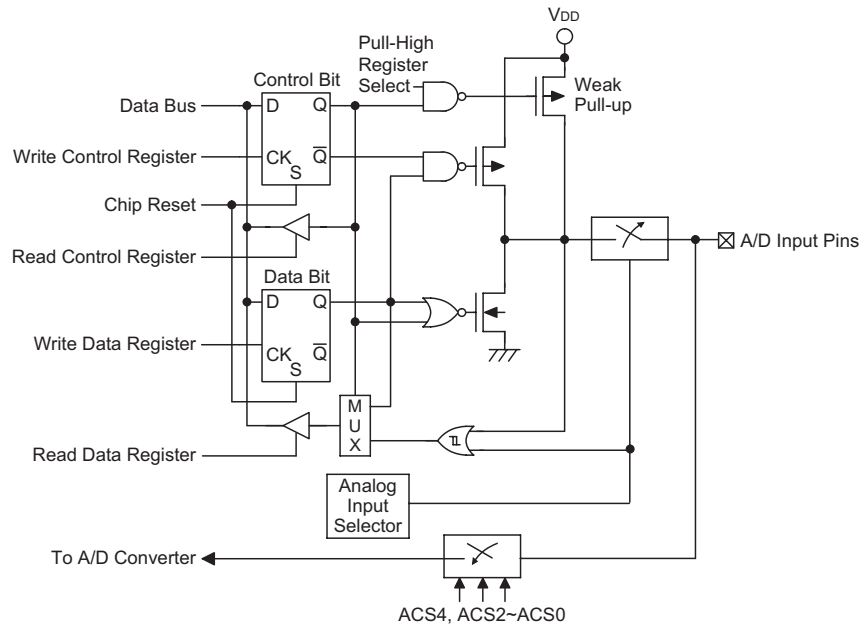 VDD
Pull-High
Register
Select
Control Bit
Weak
Pull-up
Data Bus
D
Q
Write Control Register
CK
Q
S
Chip Reset
Read Control Register
A/D Input Pins
Data Bit
D
Q
Write Data Register
CK
Q
S
M
U
X
Read Data Register
Analog
Input
Selector
To A/D Converter
ACS4, ACS2~ACS0